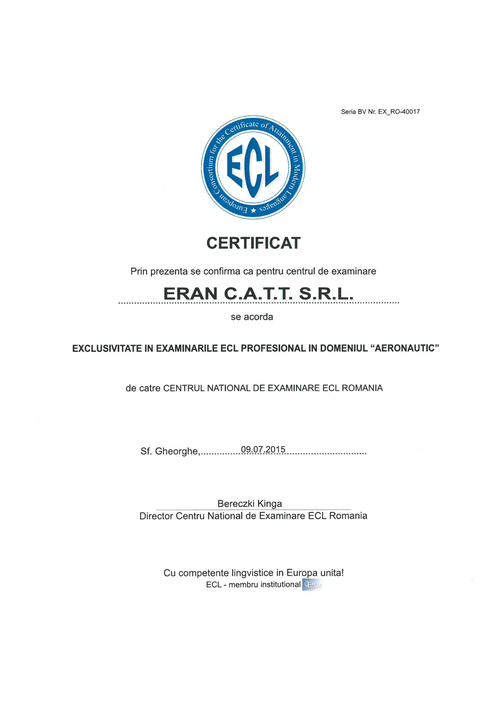 Seria BV Nr. EX_RO-40017
European Consortium for the Certificate of Attainment in Modern Languages ★
ECL
CERTIFICAT
Prin prezenta se confirma ca pentru centrul de examinare
ERAN C.A.T.T. S.R.L.
se acorda
EXCLUSIVITATE IN EXAMINARILE ECL PROFESIONAL IN DOMENIUL “AERONAUTIC”
de catre CENTRUL NATIONAL DE EXAMINARE ECL ROMANIA
Sf. Gheorghe,...............09.07.2015...............................
Bereczki Kinga
Director Centru National de Examinare ECL Romania
Cu competente lingvistice in Europa unita!
ECL - membru institutional